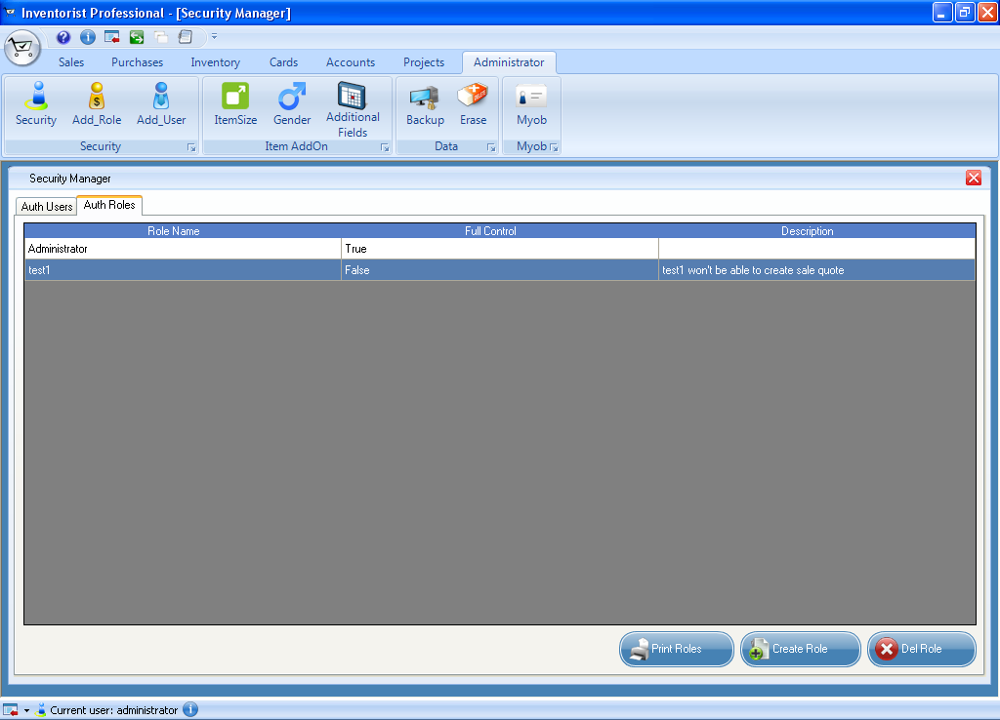 Inventorist Professional - [Security Manager]
Sales Purchases Inventory Cards Accounts Projects Administrator
Security Add_Role Add_User ItemSize Gender Additional Fields Backup Erase Myob
Security Item AddOn Data Myob
Security Manager
Auth Users Auth Roles
Role Name Full Control Description
Administrator True
test1 False test1 won't be able to create sale quote
Print Roles Create Role Del Role
Current user: administrator